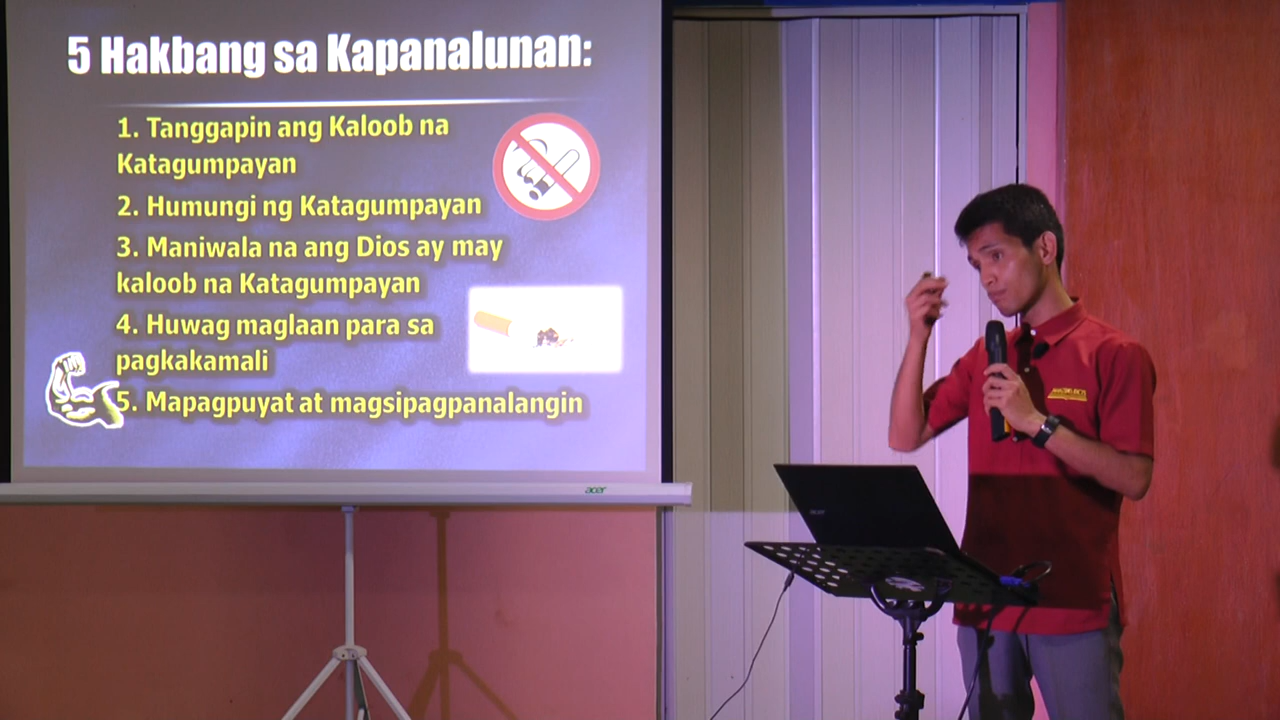 5 Hakbang sa Kapanalunan:
1. Tanggapin ang Kaloob na
Katagumpayan
2. Humungi ng Katagumpayan
3. Maniwala na ang Dios ay may
kaloob na Katagumpayan
4. Huwag maglaan para sa
pagkakamali
5. Mapagpuyat at magsipagpanalangin
acer
acer